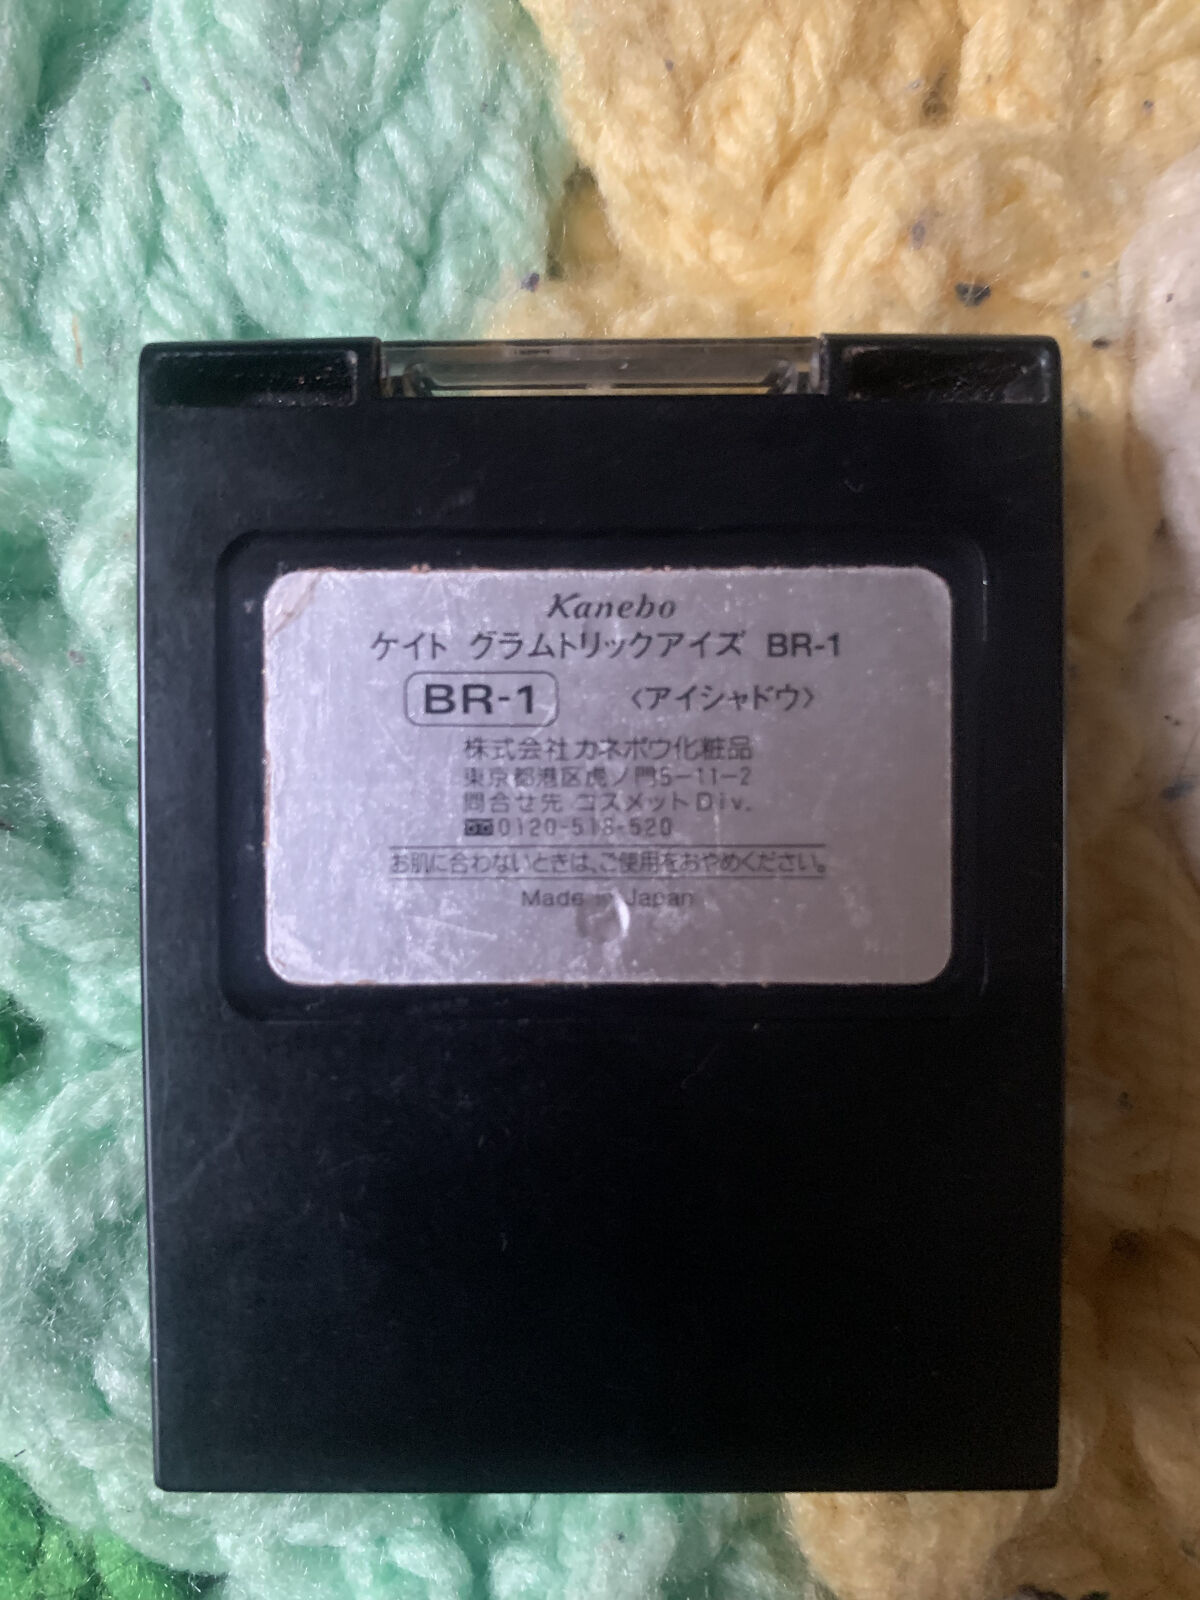 Kanebo
ケイト グラムトリックアイズ BR-1
BR-1 〈アイシャドウ〉
株式会社カネボウ化粧品
東京都港区虎ノ門5-11-2
問合せ先 コスメットDiv.
0120-518-520
お肌に合わないときは、ご使用をおやめください。
Made in Japan